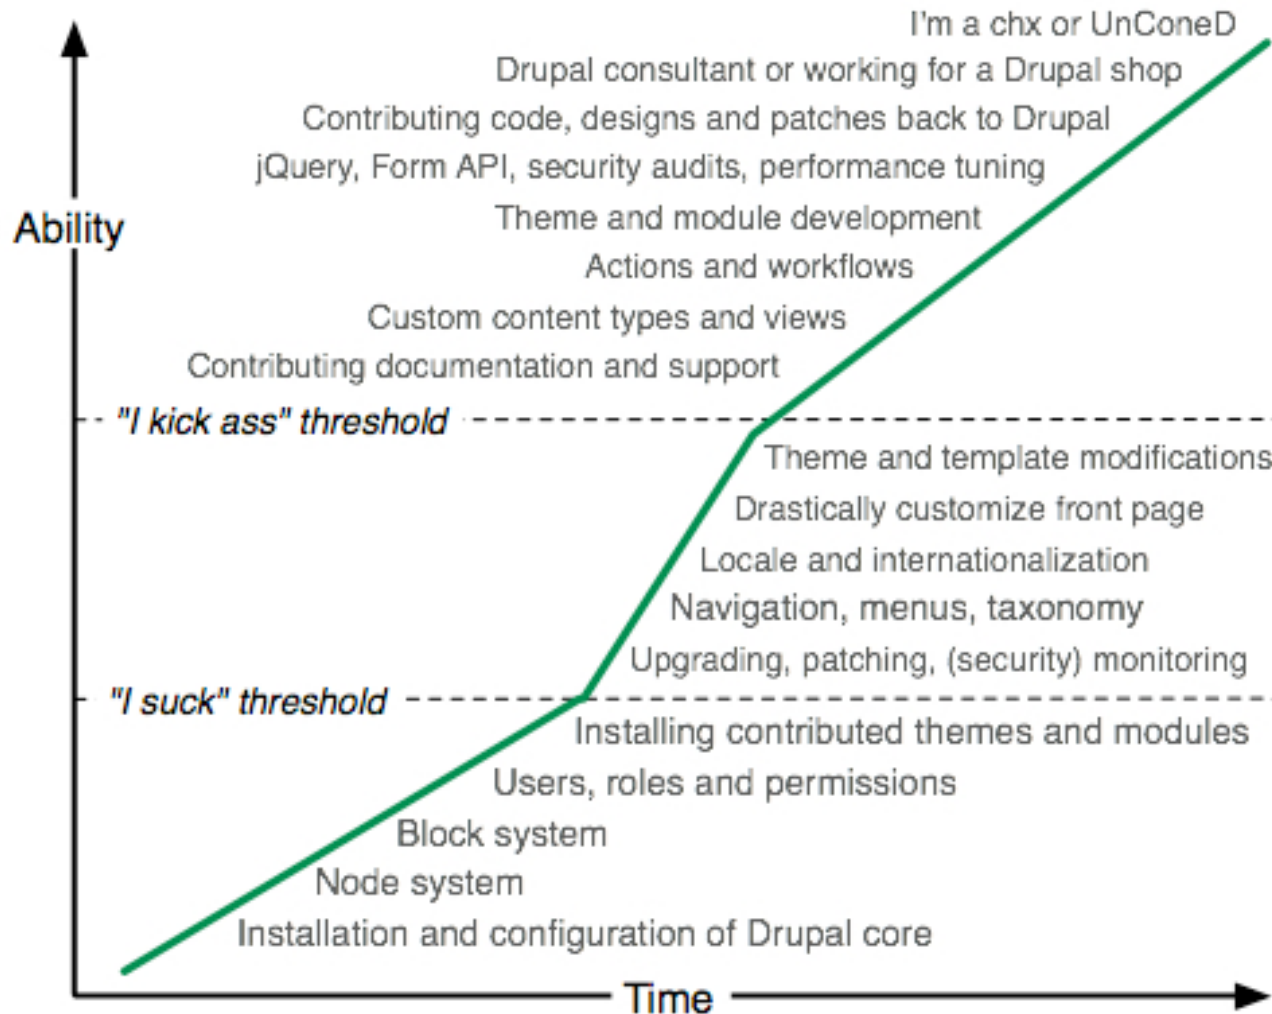 I'm a chx or UnConeD
Drupal consultant or working for a Drupal shop
Contributing code, designs and patches back to Drupal
jQuery, Form API, security audits, performance tuning
Theme and module development
Ability
Actions and workflows
Custom content types and views
Contributing documentation and support
"I kick ass" threshold
Theme and template modifications
Drastically customize front page
Locale and internationalization
Navigation, menus, taxonomy
Upgrading, patching, (security) monitoring
"I suck" threshold
Installing contributed themes and modules
Users, roles and permissions
Block system
Node system
Installation and configuration of Drupal core
Time